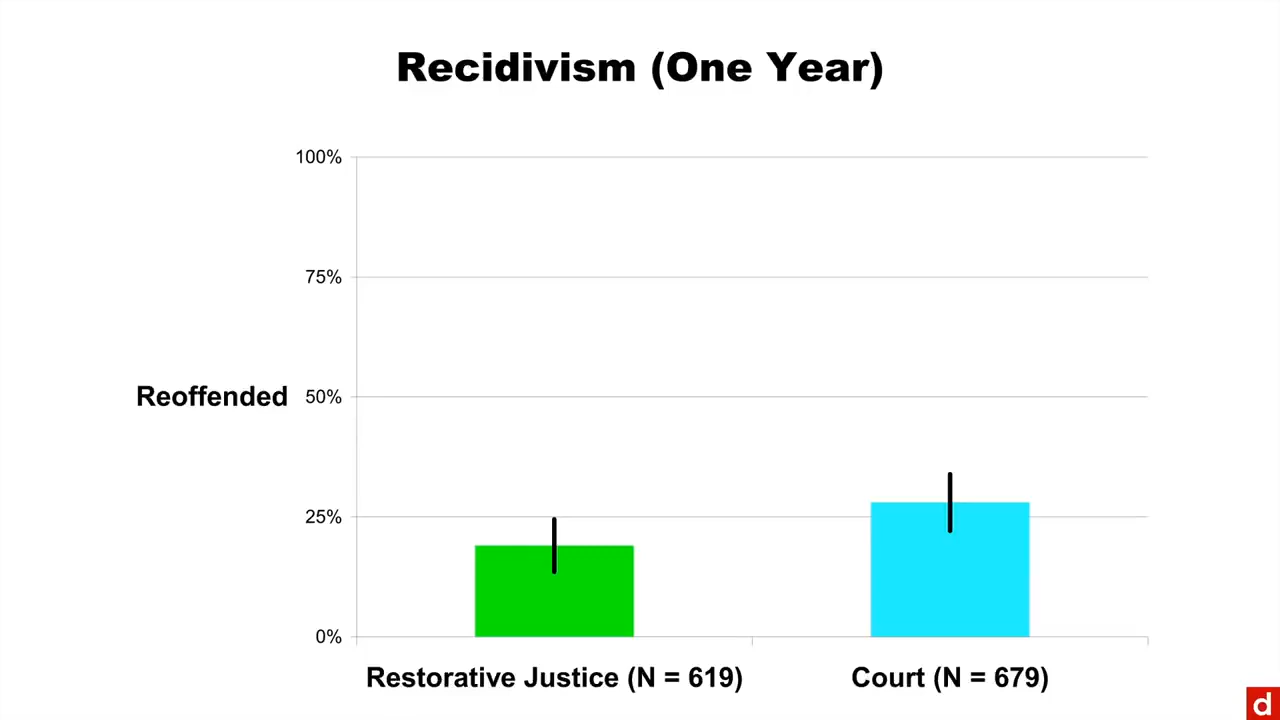 Recidivism (One Year)
100%
75%
Reoffended 50%
25%
0%
Restorative Justice (N = 619) Court (N = 679)
d